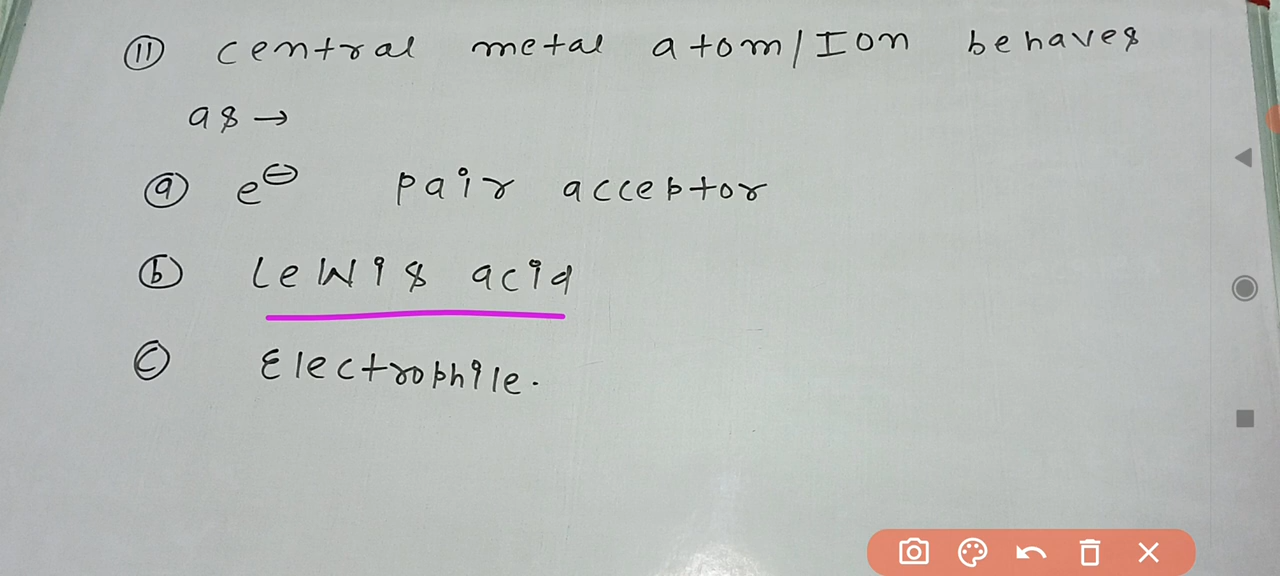 ⑪ central metal atom/Ion behaves
as →
ⓐ e⊖ pair acceptor
ⓑ Lewis acid
ⓒ Electrophile.